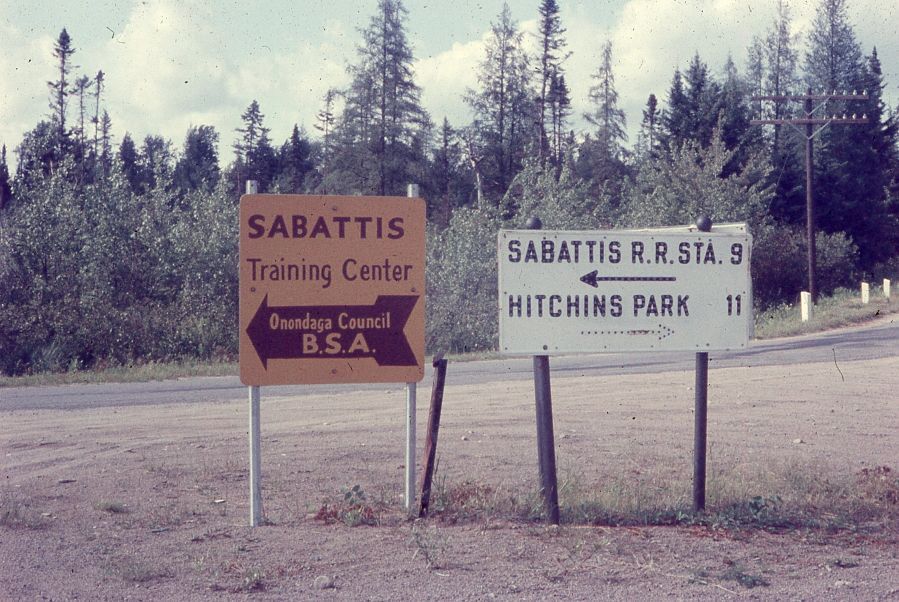 SABATTIS
Training Center
Onondaga Council
B.S.A.
SABATTIS R.R. STA. 9
HITCHINS PARK 11